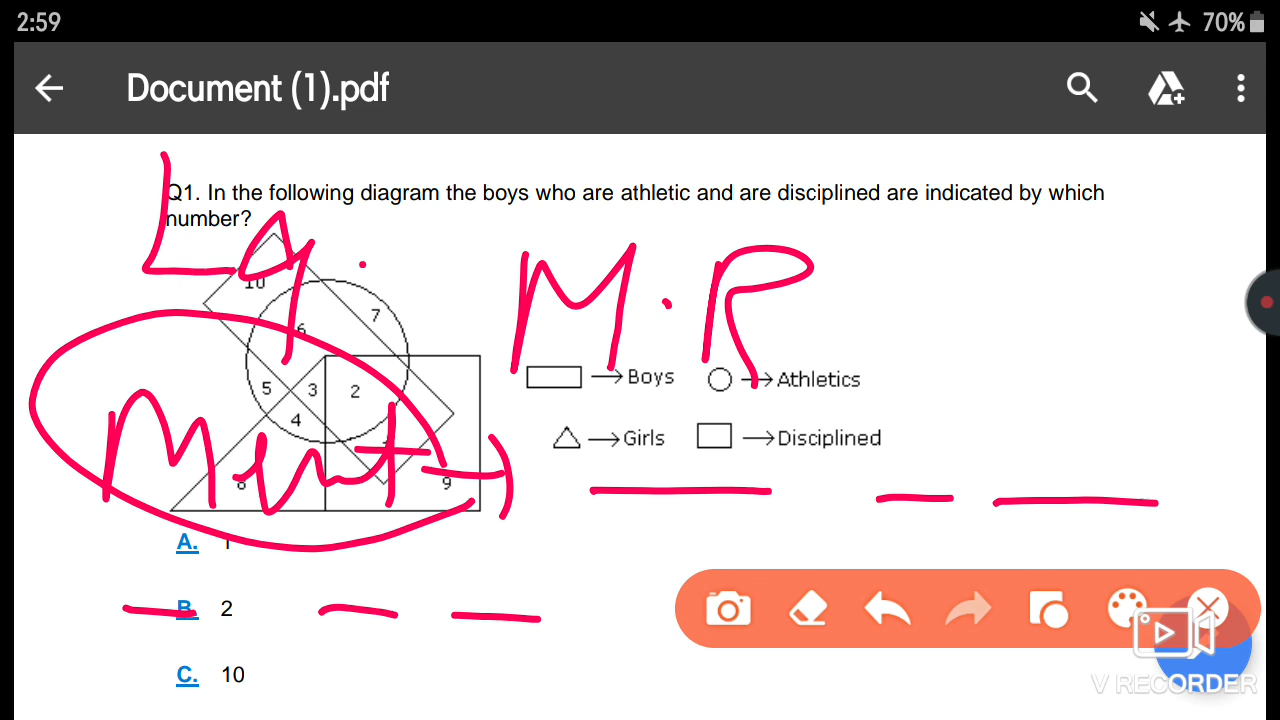 2:59
70%
Document (1).pdf
Q1. In the following diagram the boys who are athletic and are disciplined are indicated by which
number?
10
7
6
M.R
5
3
2
4
Boys
Athletics
Girls
Disciplined
8
9
A. 1
B. 2
C. 10
V RECORDER